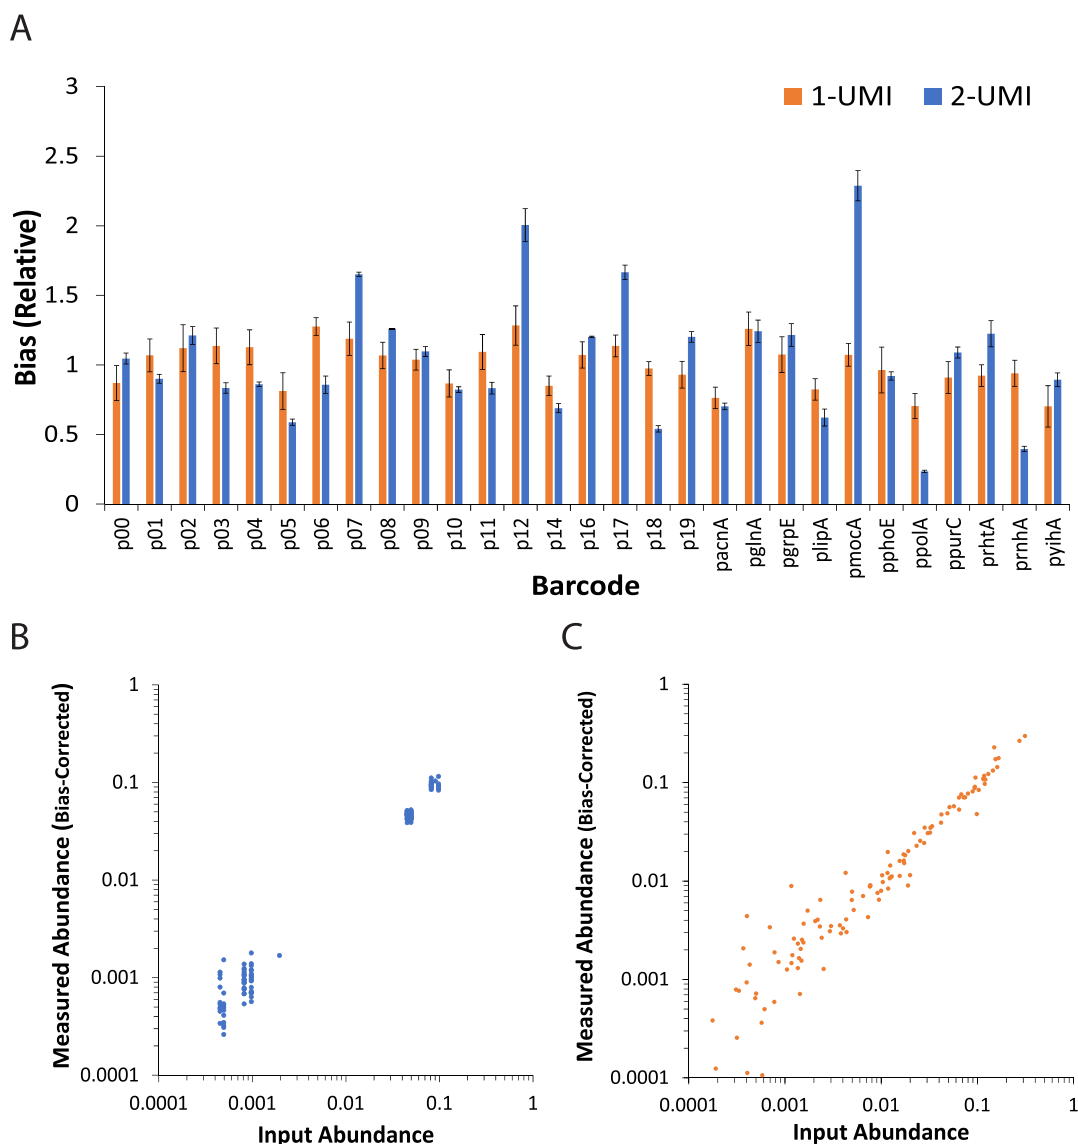 A
3
2.5
2
1.5
1
0.5
0
Bias (Relative)
1-UMI 2-UMI
p00 p01 p02 p03 p04 p05 p06 p07 p08 p09 p10 p11 p12 p14 p16 p17 p18 p19 pacnA pglnA pgrpE plipA pmocA pphoE ppolA ppurC prhtA prnhA pyihA
Barcode
B
Measured Abundance (Bias-Corrected)
1
0.1
0.01
0.001
0.0001
0.0001 0.001 0.01 0.1 1
Input Abundance
C
Measured Abundance (Bias-Corrected)
1
0.1
0.01
0.001
0.0001
0.0001 0.001 0.01 0.1 1
Input Abundance